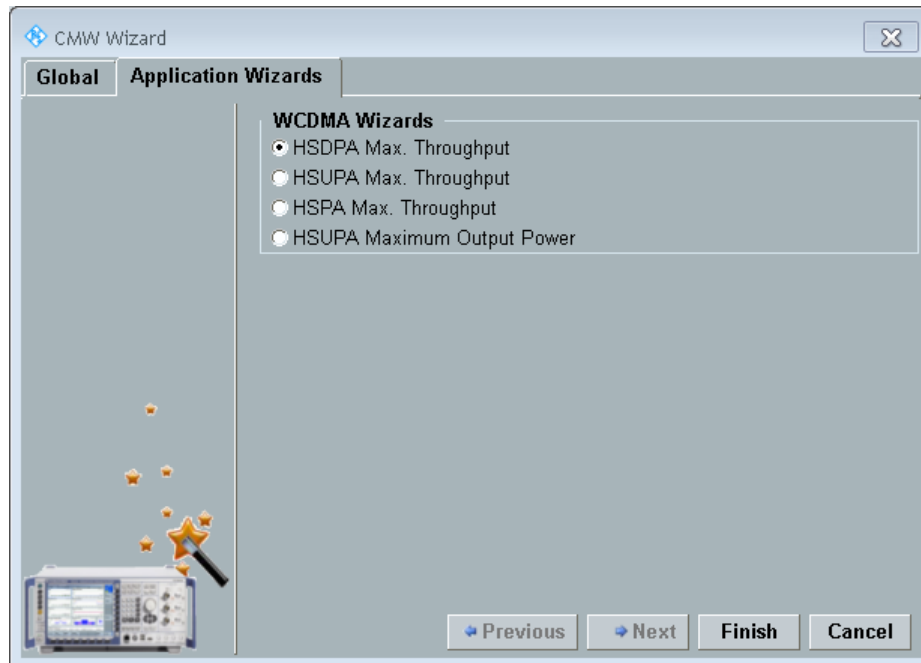 CMW Wizard
Global Application Wizards
WCDMA Wizards
HSDPA Max. Throughput
HSUPA Max. Throughput
HSPA Max. Throughput
HSUPA Maximum Output Power
Previous Next Finish Cancel